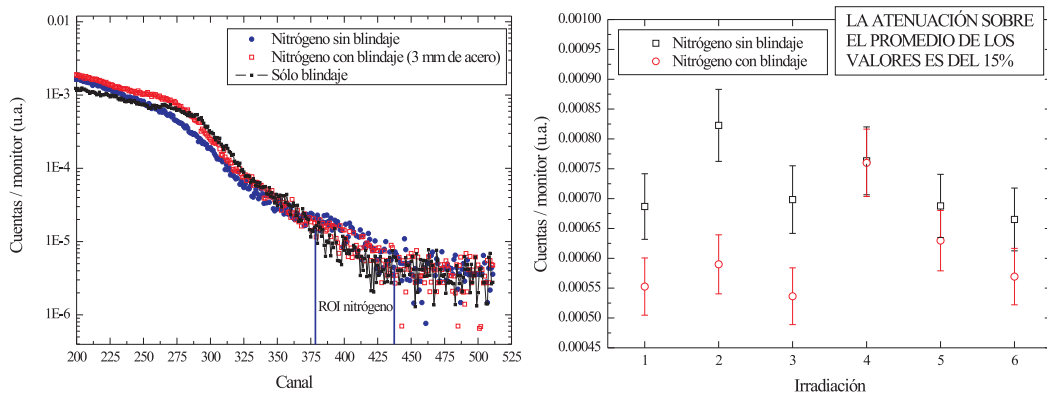 0.01
1E-3
1E-4
1E-5
1E-6
Cuentas / monitor (u.a.)
Nitrógeno sin blindaje
Nitrógeno con blindaje (3 mm de acero)
Sólo blindaje
ROI nitrógeno
200 225 250 275 300 325 350 375 400 425 450 475 500 525
Canal
0.00100
0.00095
0.00090
0.00085
0.00080
0.00075
0.00070
0.00065
0.00060
0.00055
0.00050
0.00045
Cuentas / monitor (u.a.)
Nitrógeno sin blindaje
Nitrógeno con blindaje
LA ATENUACIÓN SOBRE
EL PROMEDIO DE LOS
VALORES ES DEL 15%
1 2 3 4 5 6
Irradiación